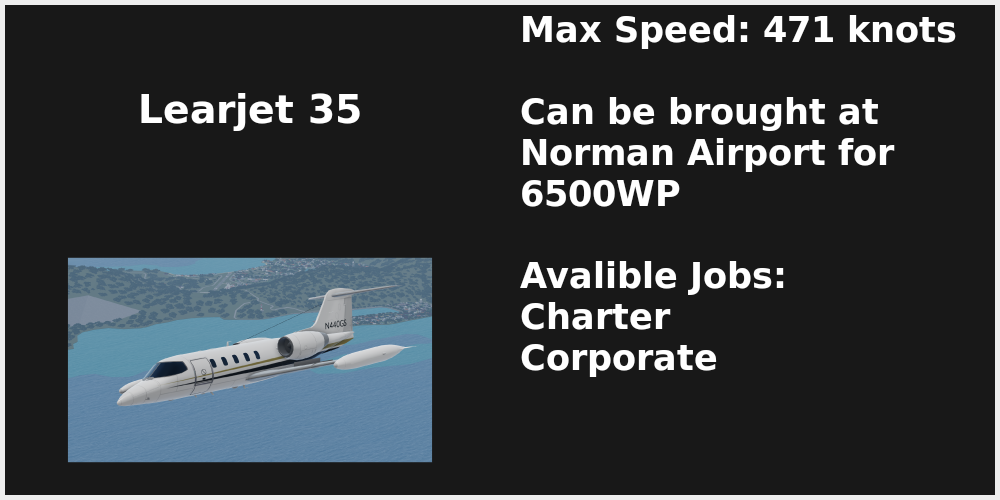 Learjet 35
N440GS
Max Speed: 471 knots
Can be brought at
Norman Airport for
6500WP
Avalible Jobs:
Charter
Corporate